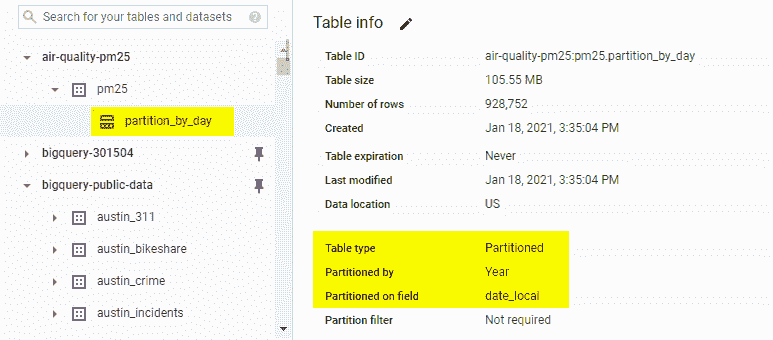 Search for your tables and datasets
air-quality-pm25
pm25
partition_by_day
bigquery-301504
bigquery-public-data
austin_311
austin_bikeshare
austin_crime
austin_incidents
Table info
Table ID air-quality-pm25:pm25.partition_by_day
Table size 105.55 MB
Number of rows 928,752
Created Jan 18, 2021, 3:35:04 PM
Table expiration Never
Last modified Jan 18, 2021, 3:35:04 PM
Data location US
Table type Partitioned
Partitioned by Year
Partitioned on field date_local
Partition filter Not required